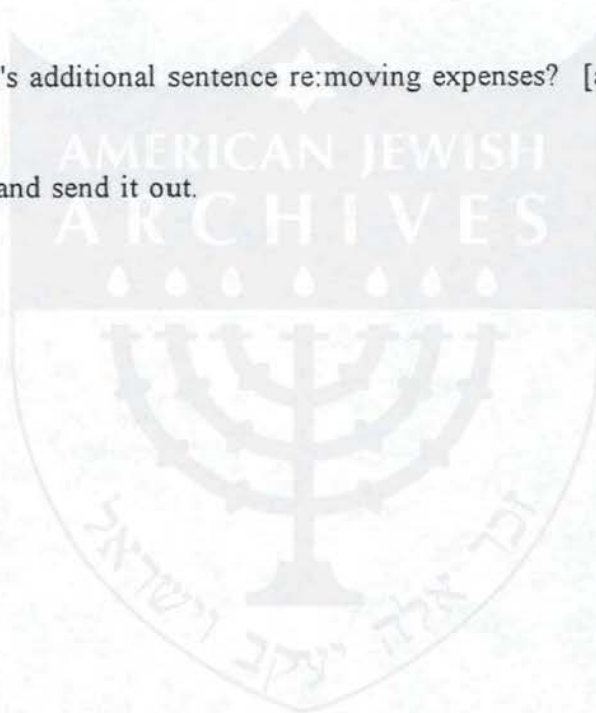 's additional sentence re:moving expenses? [a
and send it out.
AMERICAN JEWISH
ARCHIVES
זכר אלה יעקב וישראל